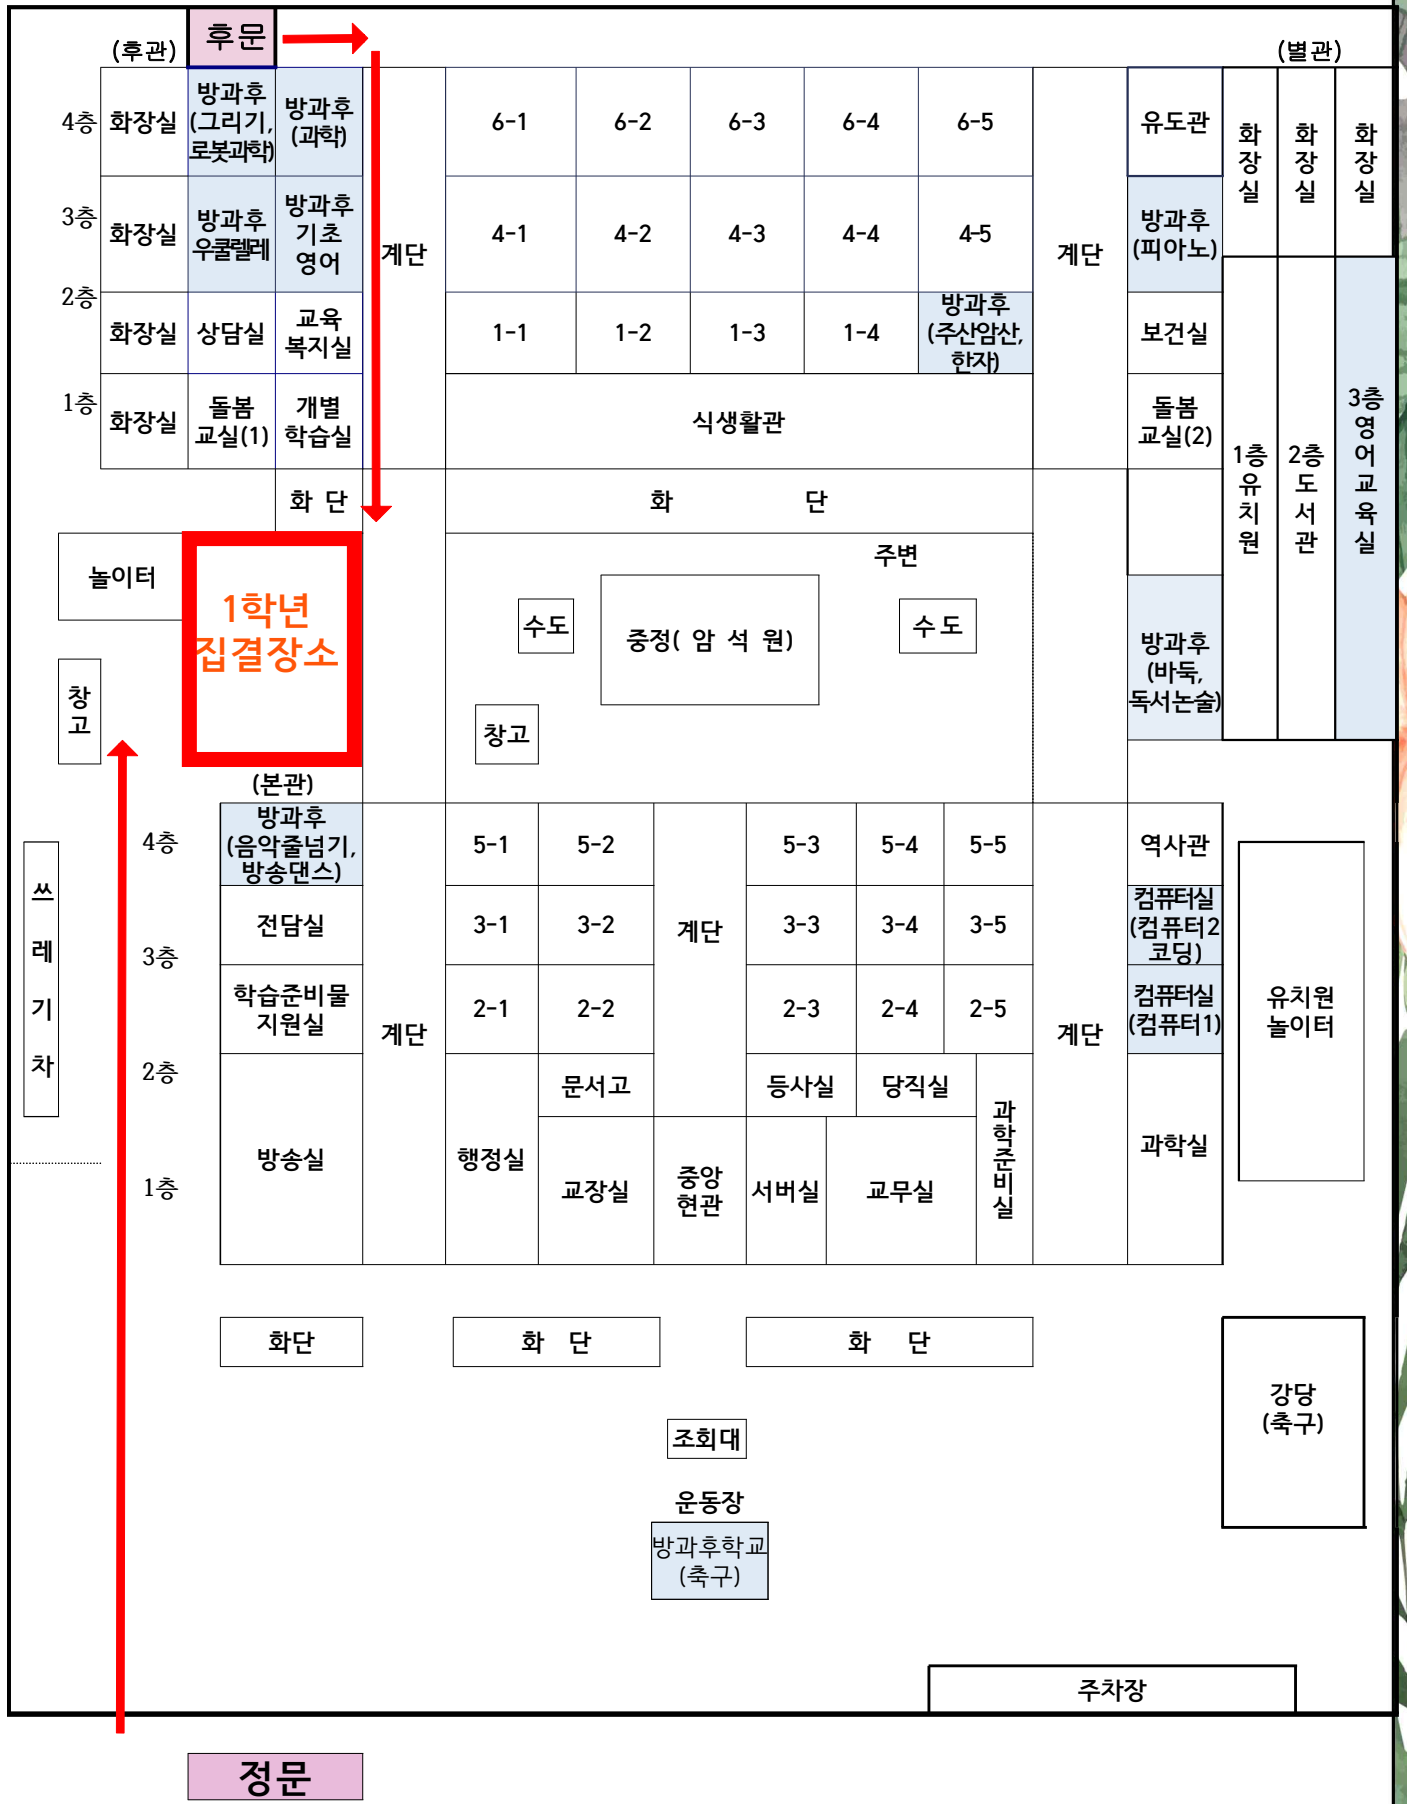 후문
(후관)
(별관)
4층
화장실
방과후
(그리기,
로봇과학)
방과후
(과학)
6-1
6-2
6-3
6-4
6-5
유도관
화
장
실
화
장
실
화
장
실
3층
화장실
방과후
우쿨렐레
방과후
기초
영어
계단
4-1
4-2
4-3
4-4
4-5
계단
방과후
(피아노)
2층
화장실
상담실
교육
복지실
1-1
1-2
1-3
1-4
방과후
(주산암산,
한자)
보건실
1층
화장실
돌봄
교실(1)
개별
학습실
식생활관
돌봄
교실(2)
1층
유
치
원
2층
도
서
관
3층
영
어
교
육
실
화 단
화 단
놀이터
1학년
집결장소
주변
수도
중정( 암 석 원)
수 도
방과후
(바둑,
독서논술)
창
고
창고
(본관)
4층
방과후
(음악줄넘기,
방송댄스)
5-1
5-2
5-3
5-4
5-5
역사관
쓰
레
기
차
3층
전담실
3-1
3-2
계단
3-3
3-4
3-5
컴퓨터실
(컴퓨터2
코딩)
학습준비물
지원실
계단
2-1
2-2
2-3
2-4
2-5
계단
컴퓨터실
(컴퓨터1)
유치원
놀이터
2층
문서고
등사실
당직실
과
학
준
비
실
1층
방송실
행정실
교장실
중앙
현관
서버실
교무실
과학실
화단
화 단
화 단
강당
(축구)
조회대
운동장
방과후학교
(축구)
주차장
정문